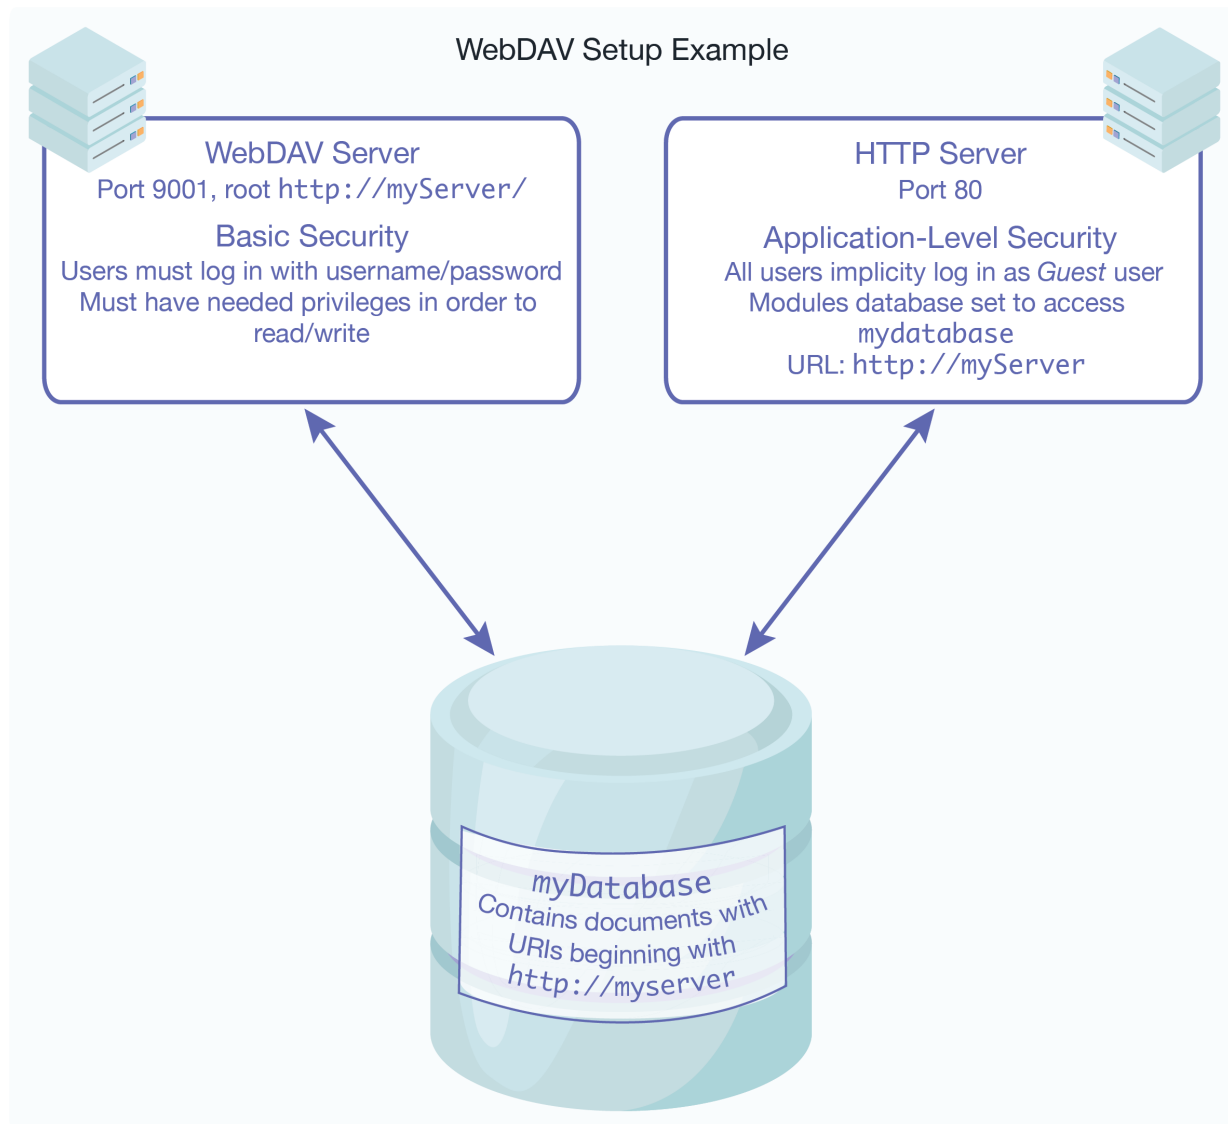 WebDAV Setup Example
WebDAV Server
Port 9001, root http://myServer/
Basic Security
Users must log in with username/password
Must have needed privileges in order to
read/write
HTTP Server
Port 80
Application-Level Security
All users implicity log in as Guest user
Modules database set to access
mydatabase
URL: http://myServer
myDatabase
Contains documents with
URIs beginning with
http://myserver